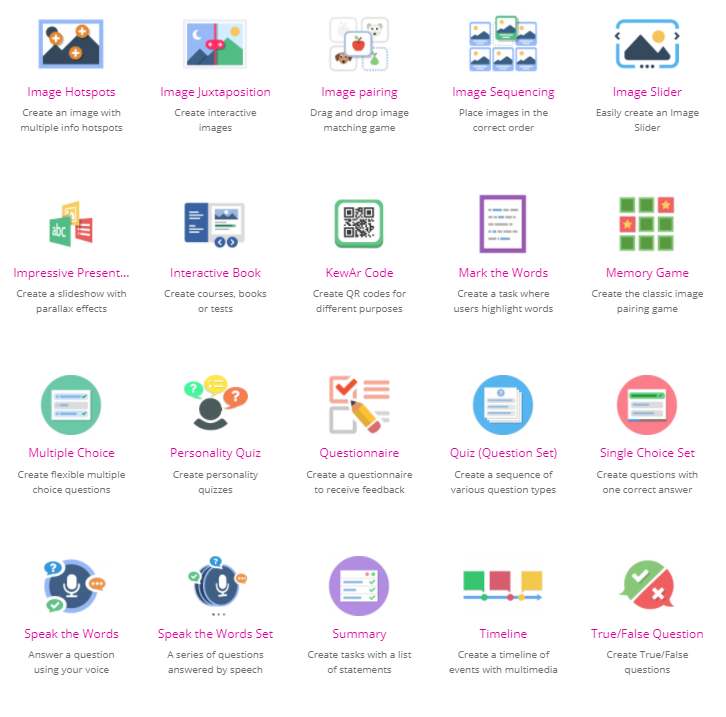 Image Hotspots
Create an image with
multiple info hotspots
Image Juxtaposition
Create interactive
images
Image pairing
Drag and drop image
matching game
Image Sequencing
Place images in the
correct order
Image Slider
Easily create an Image
Slider
abc
Impressive Present...
Create a slideshow with
parallax effects
Interactive Book
Create courses, books
or tests
KewAr Code
Create QR codes for
different purposes
Mark the Words
Create a task where
users highlight words
Memory Game
Create the classic image
pairing game
Multiple Choice
Create flexible multiple
choice questions
? ?
Personality Quiz
Create personality
quizzes
Questionnaire
Create a questionnaire
to receive feedback
?
Quiz (Question Set)
Create a sequence of
various question types
Single Choice Set
Create questions with
one correct answer
?
Speak the Words
Answer a question
using your voice
?
Speak the Words Set
A series of questions
answered by speech
Summary
Create tasks with a list
of statements
Timeline
Create a timeline of
events with multimedia
True/False Question
Create True/False
questions